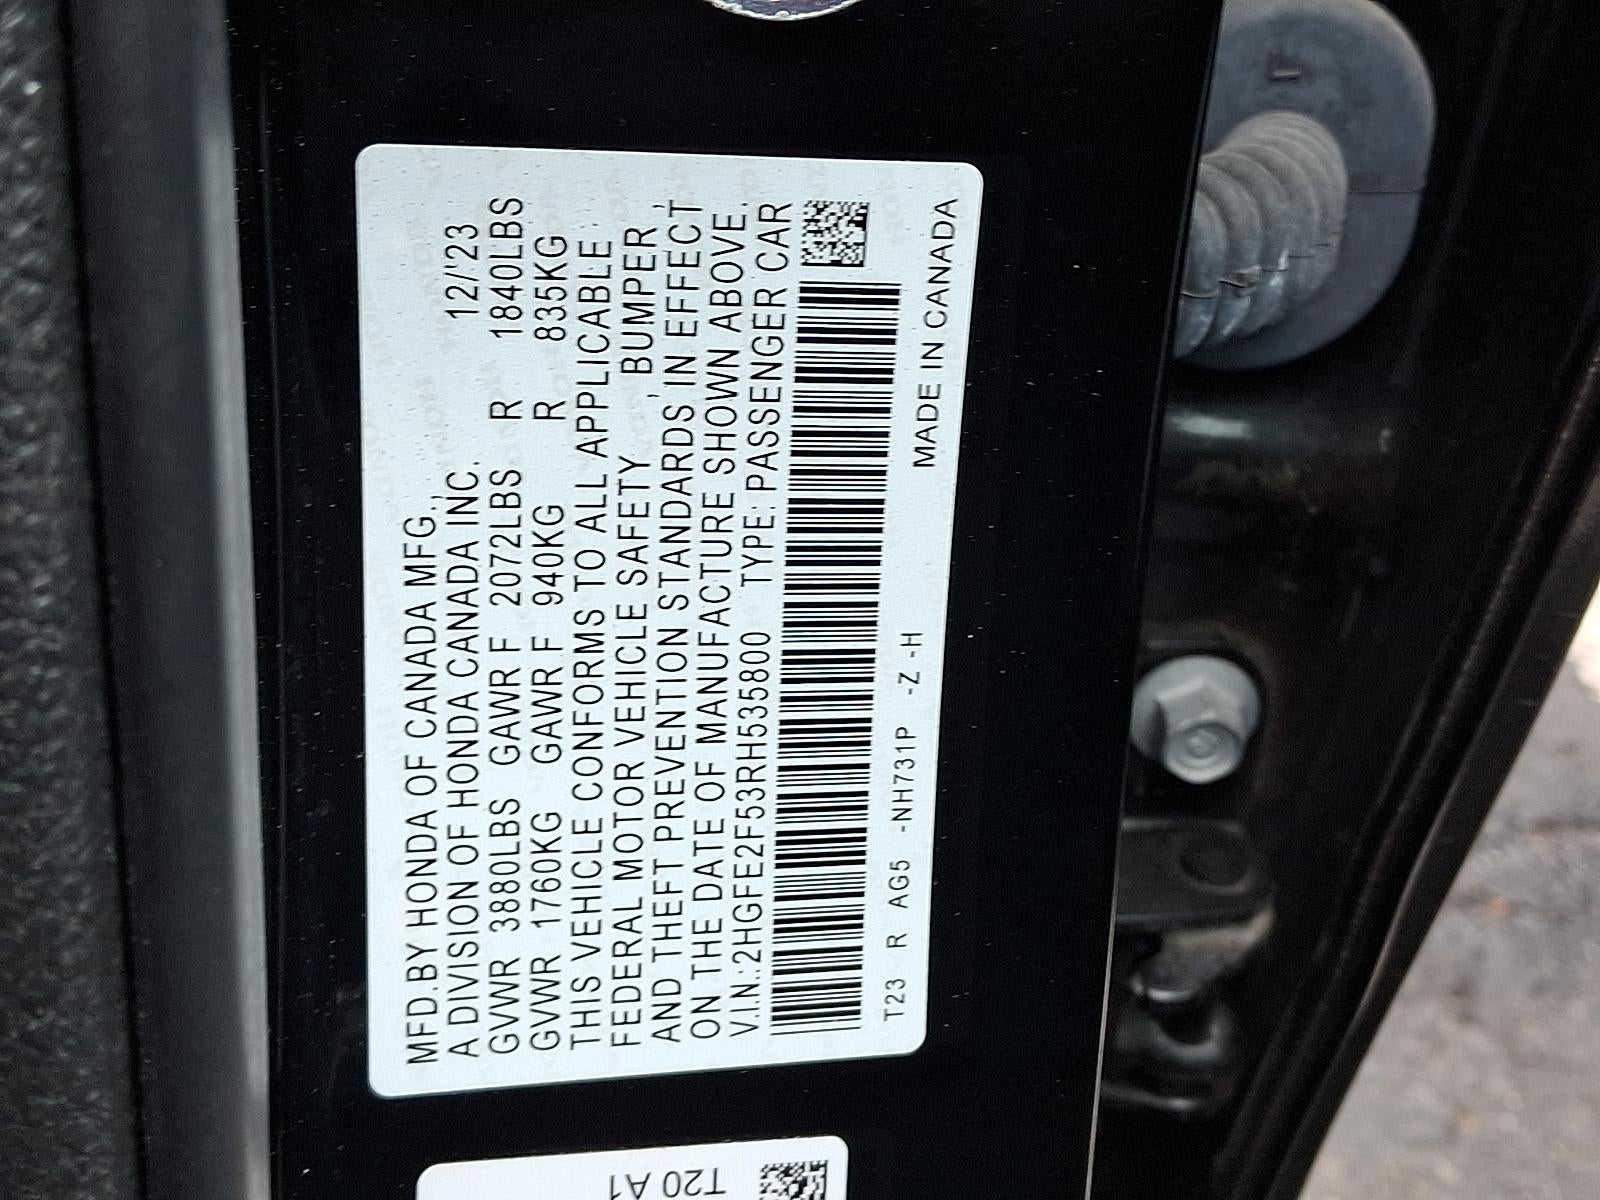 MFD.BY HONDA OF CANADA MFG.,
A DIVISION OF HONDA CANADA INC. 12/'23
GVWR 3880LBS GAWR F 2072LBS R 1840LBS
GVWR 1760KG GAWR F 940KG R 835KG
THIS VEHICLE CONFORMS TO ALL APPLICABLE
FEDERAL MOTOR VEHICLE SAFETY, BUMPER,
AND THEFT PREVENTION STANDARDS IN EFFECT
ON THE DATE OF MANUFACTURE SHOWN ABOVE.
V.I.N.:2HGFE2F53RH535800 TYPE: PASSENGER CAR
T23 R AG5 -NH731P -Z -H
MADE IN CANADA
T20 A1